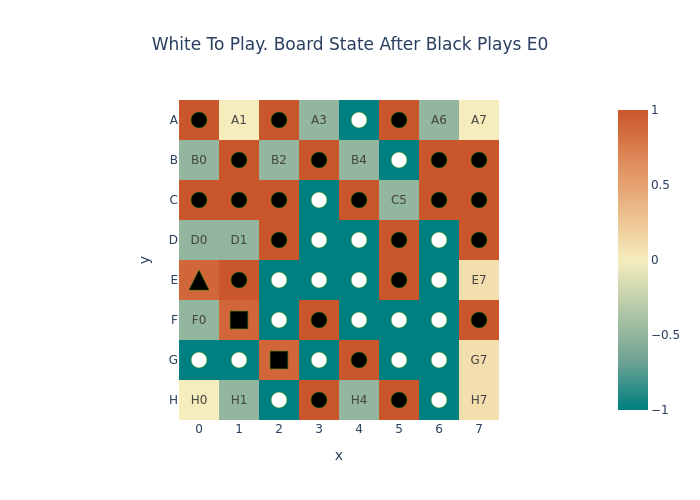 White To Play. Board State After Black Plays E0
A A1 A3 A6 A7
B B0 B2 B4
C C5
D D0 D1
E E7
F F0
G G7
H H0 H1 H4 H7
0 1 2 3 4 5 6 7
x
y
1
0.5
0
−0.5
−1